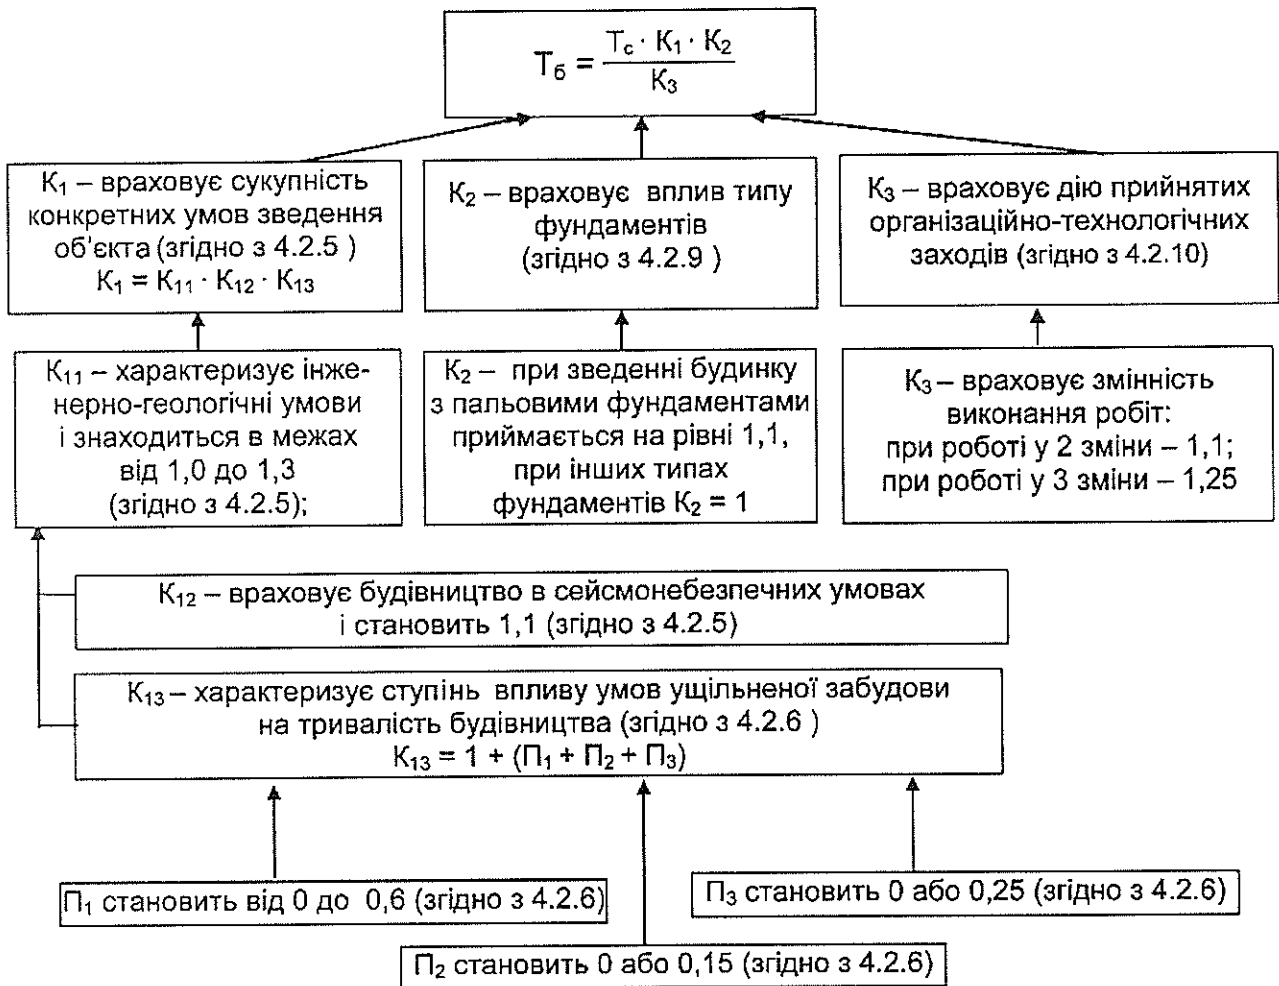 Тб = Тс · К1 · К2 / К3
К1 – враховує сукупність
конкретних умов зведення
об'єкта (згідно з 4.2.5 )
К1 = К11 · К12 · К13
К2 – враховує вплив типу
фундаментів
(згідно з 4.2.9 )
К3 – враховує дію прийнятих
організаційно-технологічних
заходів (згідно з 4.2.10)
К11 – характеризує інже-
нерно-геологічні умови
і знаходиться в межах
від 1,0 до 1,3
(згідно з 4.2.5);
К2 – при зведенні будинку
з пальовими фундаментами
приймається на рівні 1,1,
при інших типах
фундаментів К2 = 1
К3 – враховує змінність
виконання робіт:
при роботі у 2 зміни – 1,1;
при роботі у 3 зміни – 1,25
К12 – враховує будівництво в сейсмонебезпечних умовах
і становить 1,1 (згідно з 4.2.5)
К13 – характеризує ступінь впливу умов ущільненої забудови
на тривалість будівництва (згідно з 4.2.6 )
К13 = 1 + (П1 + П2 + П3)
П1 становить від 0 до 0,6 (згідно з 4.2.6)
П3 становить 0 або 0,25 (згідно з 4.2.6)
П2 становить 0 або 0,15 (згідно з 4.2.6)